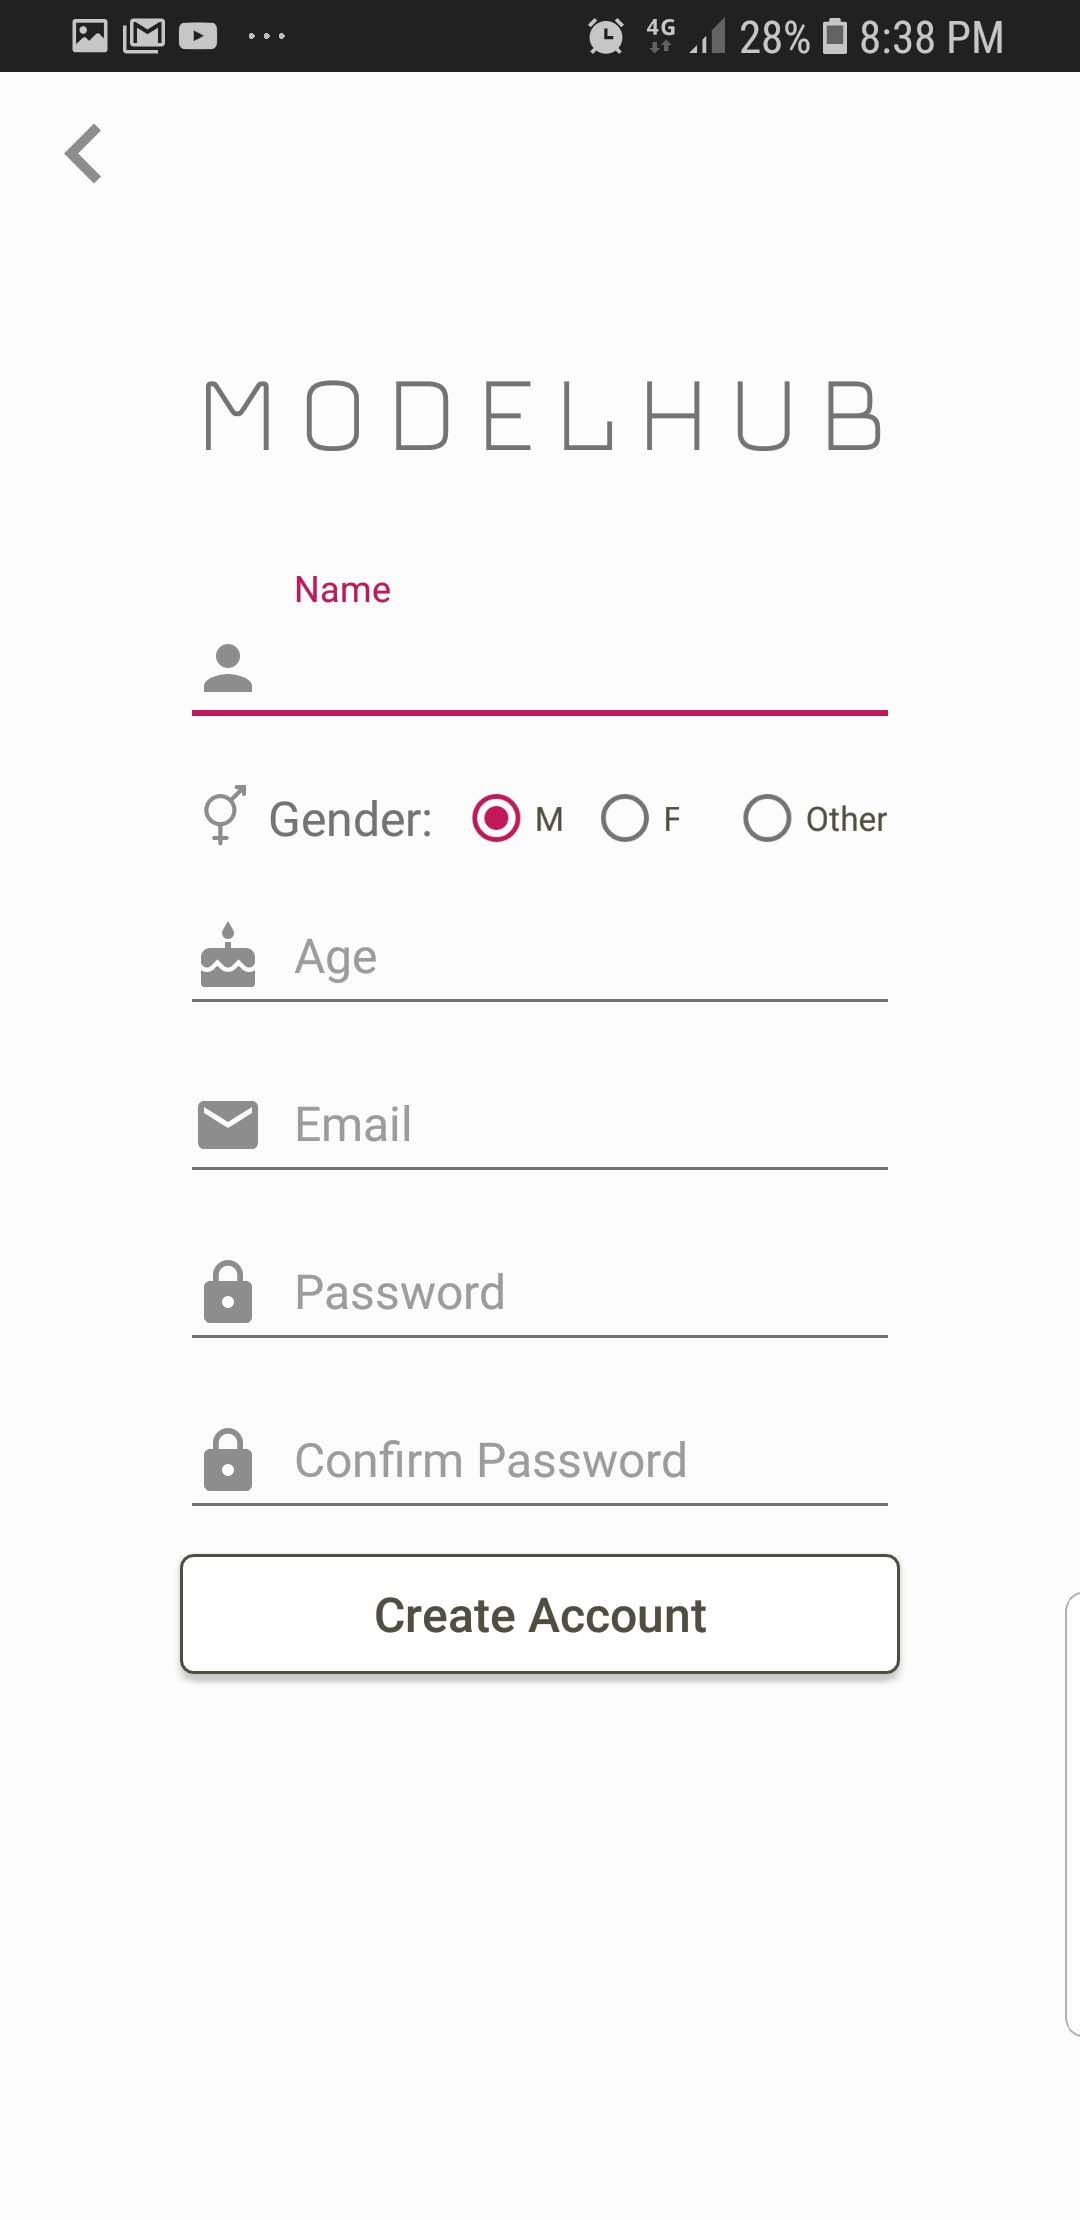 4G 28% 8:38 PM
MODELHUB
Name
Gender: M F Other
Age
Email
Password
Confirm Password
Create Account